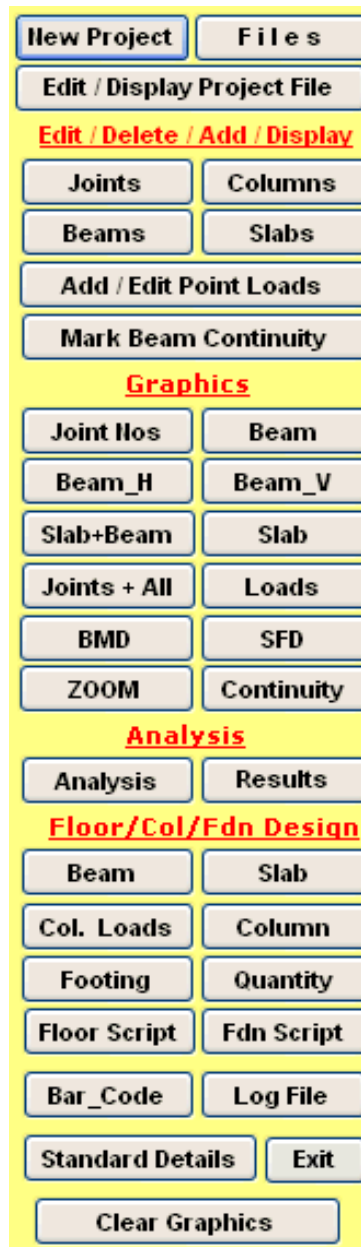 New Project Files
Edit / Display Project File
Edit / Delete / Add / Display
Joints Columns
Beams Slabs
Add / Edit Point Loads
Mark Beam Continuity
Graphics
Joint Nos Beam
Beam_H Beam_V
Slab+Beam Slab
Joints + All Loads
BMD SFD
ZOOM Continuity
Analysis
Analysis Results
Floor/Col/Fdn Design
Beam Slab
Col. Loads Column
Footing Quantity
Floor Script Fdn Script
Bar_Code Log File
Standard Details Exit
Clear Graphics